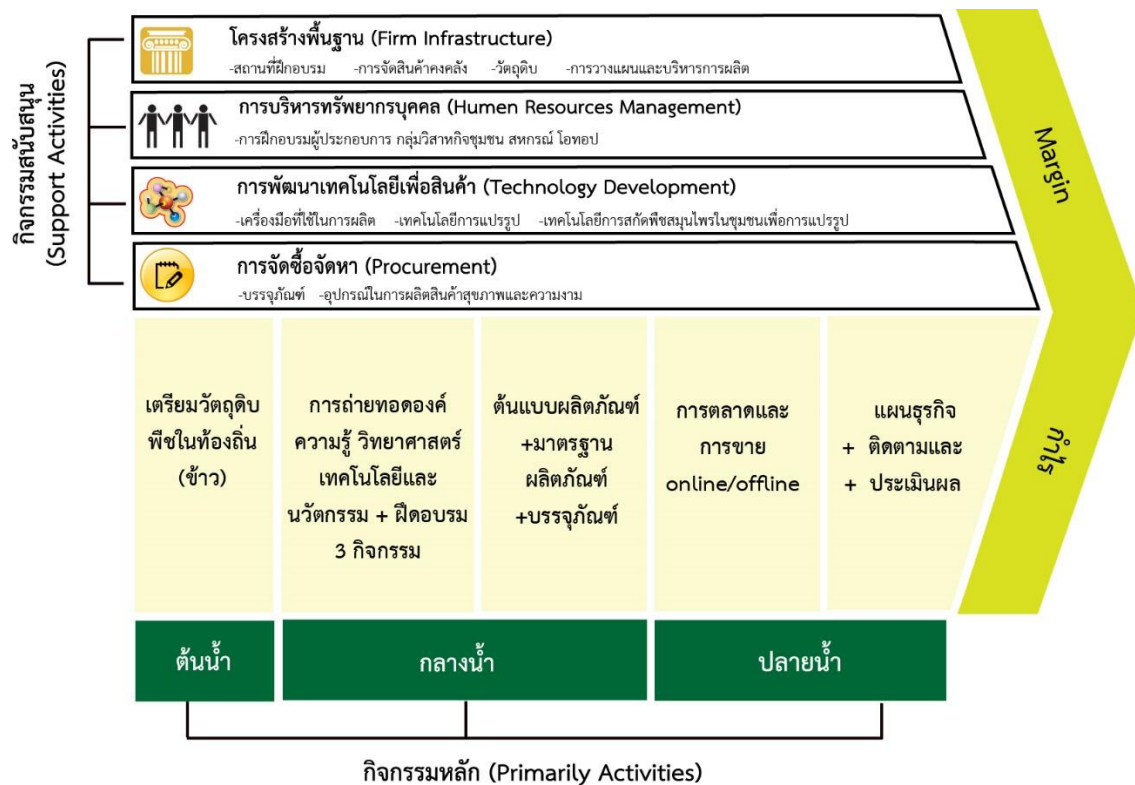 กิจกรรมสนับสนุน
(Support Activities)
โครงสร้างพื้นฐาน (Firm Infrastructure)
-สถานที่ฝึกอบรม -การจัดสินค้าคงคลัง -วัตถุดิบ -การวางแผนและบริหารการผลิต
การบริหารทรัพยากรบุคคล (Humen Resources Management)
-การฝึกอบรมผู้ประกอบการ กลุ่มวิสาหกิจชุมชน สหกรณ์ โอทอป
การพัฒนาเทคโนโลยีเพื่อสินค้า (Technology Development)
-เครื่องมือที่ใช้ในการผลิต -เทคโนโลยีการแปรรูป -เทคโนโลยีการสกัดพืชสมุนไพรในชุมชนเพื่อการแปรรูป
การจัดซื้อจัดหา (Procurement)
-บรรจุภัณฑ์ -อุปกรณ์ในการผลิตสินค้าสุขภาพและความงาม
Margin
กำไร
เตรียมวัตถุดิบ
พืชในท้องถิ่น
(ข้าว)
การถ่ายทอดองค์
ความรู้ วิทยาศาสตร์
เทคโนโลยีและ
นวัตกรรม + ฝึดอบรม
3 กิจกรรม
ต้นแบบผลิตภัณฑ์
+มาตรฐาน
ผลิตภัณฑ์
+บรรจุภัณฑ์
การตลาดและ
การขาย
online/offline
แผนธุรกิจ
+ ติดตามและ
+ ประเมินผล
ต้นน้ำ
กลางน้ำ
ปลายน้ำ
กิจกรรมหลัก (Primarily Activities)